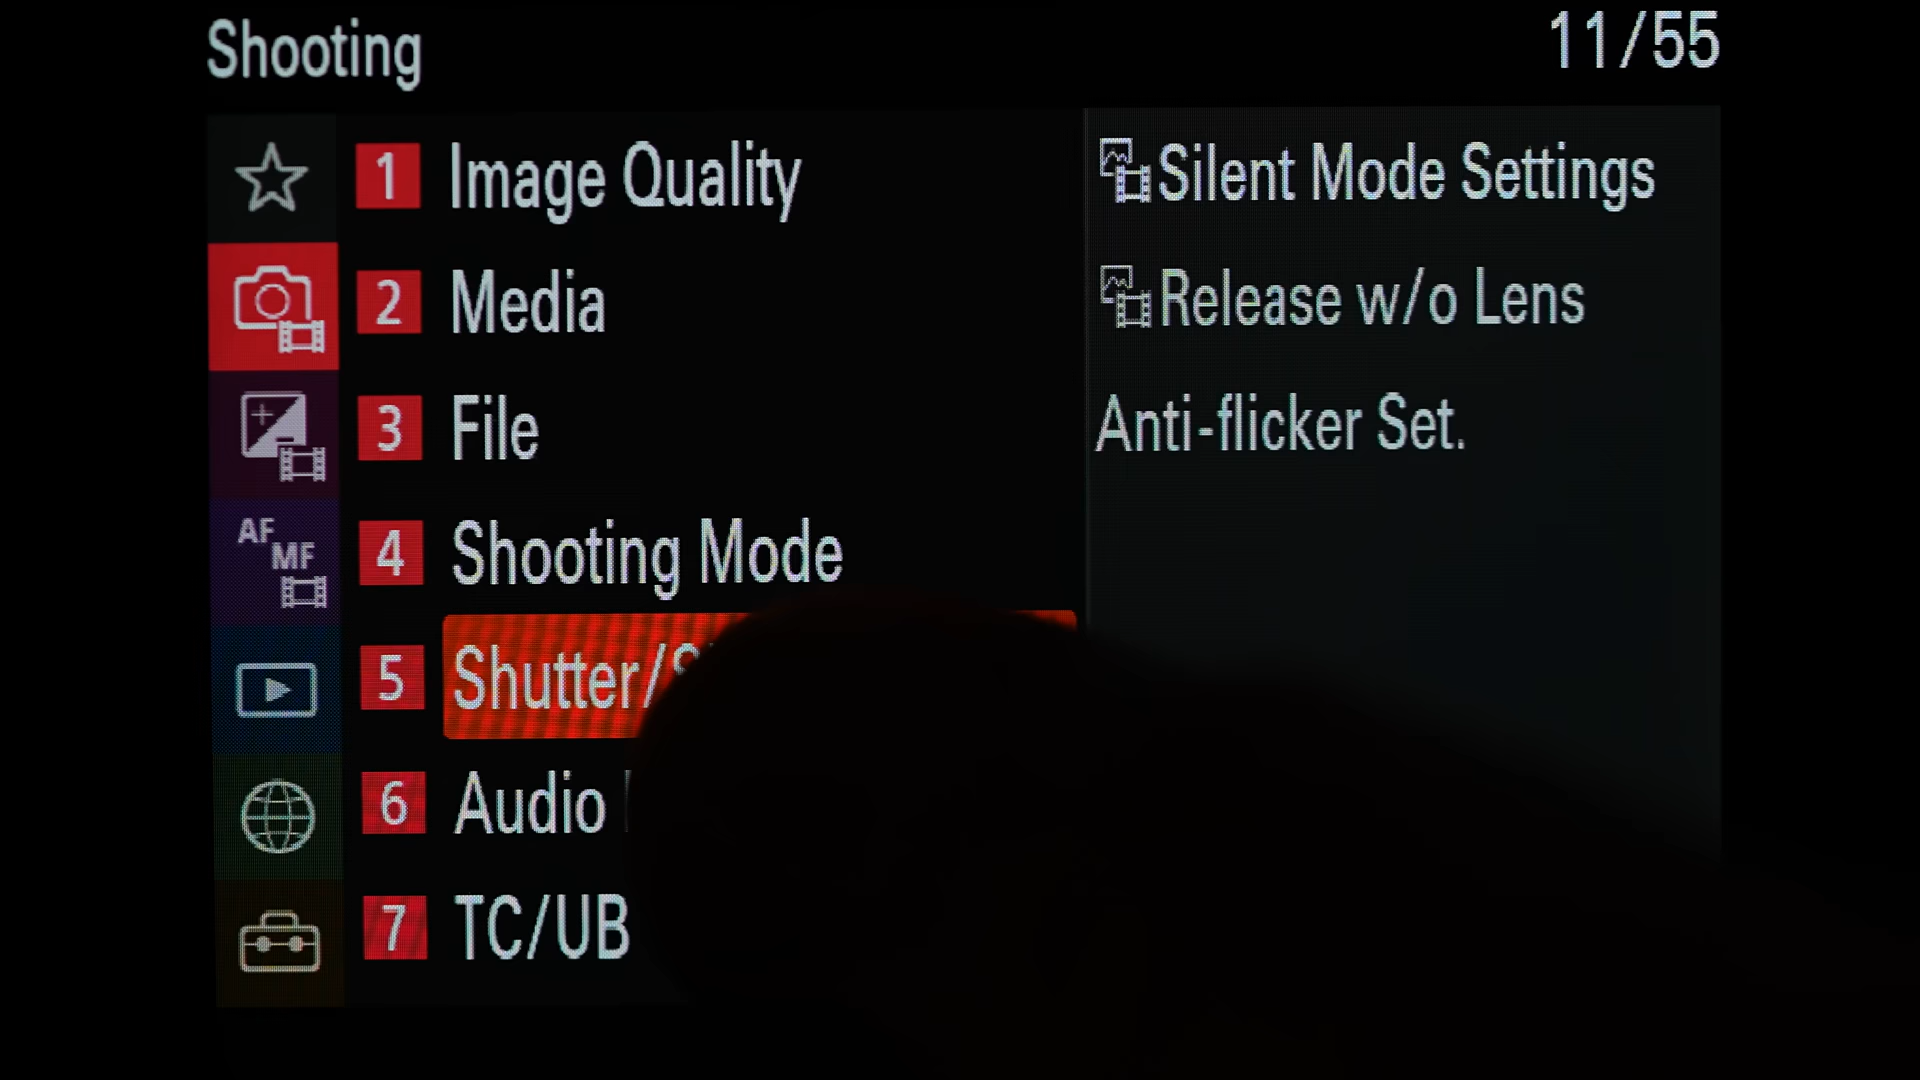 Shooting
11/55
1 Image Quality
2 Media
3 File
4 Shooting Mode
5 Shutter/
6 Audio
7 TC/UB
AF
MF
Silent Mode Settings
Release w/o Lens
Anti-flicker Set.